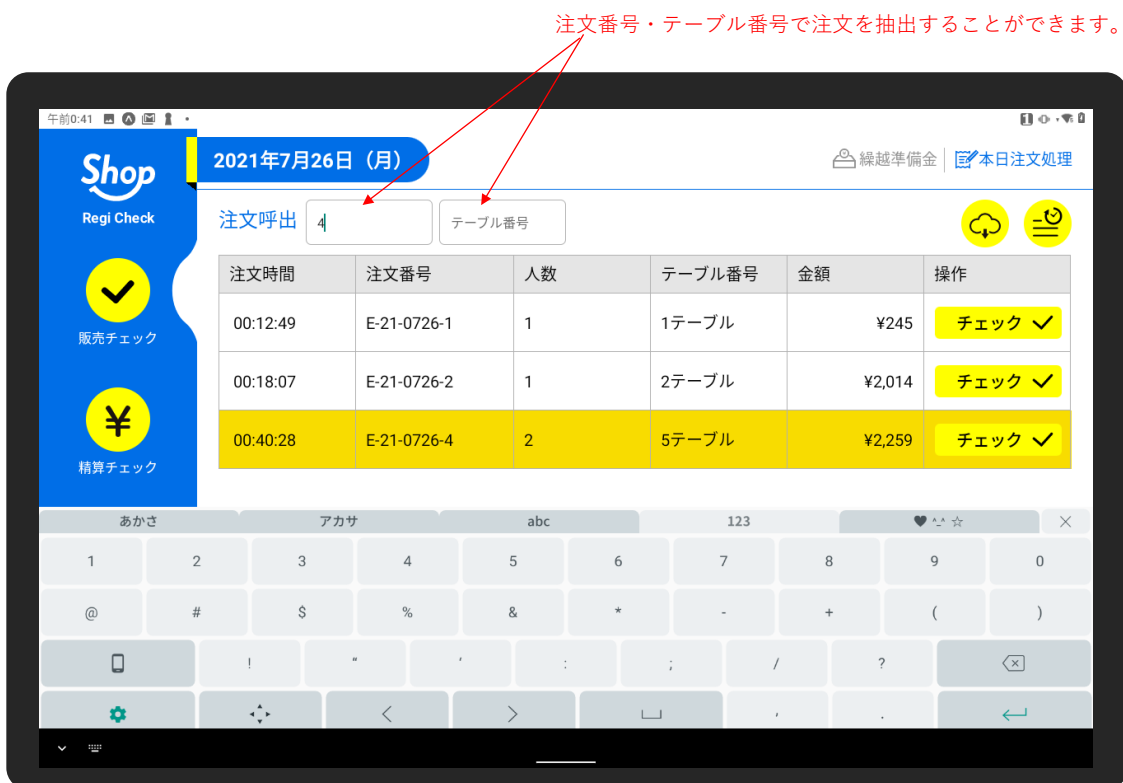 注文番号・テーブル番号で注文を抽出することができます。
午前0:41
Shop
Regi Check
2021年7月26日（月）
繰越準備金
本日注文処理
注文呼出 4 テーブル番号
注文時間 注文番号 人数 テーブル番号 金額 操作
00:12:49 E-21-0726-1 1 1テーブル ¥245 チェック
00:18:07 E-21-0726-2 1 2テーブル ¥2,014 チェック
00:40:28 E-21-0726-4 2 5テーブル ¥2,259 チェック
販売チェック
¥
精算チェック
あかさ アカサ abc 123 ♥ ^_^ ☆
1 2 3 4 5 6 7 8 9 0
@ # $ % & * - + ( )
! " ' : ; / ?
, .